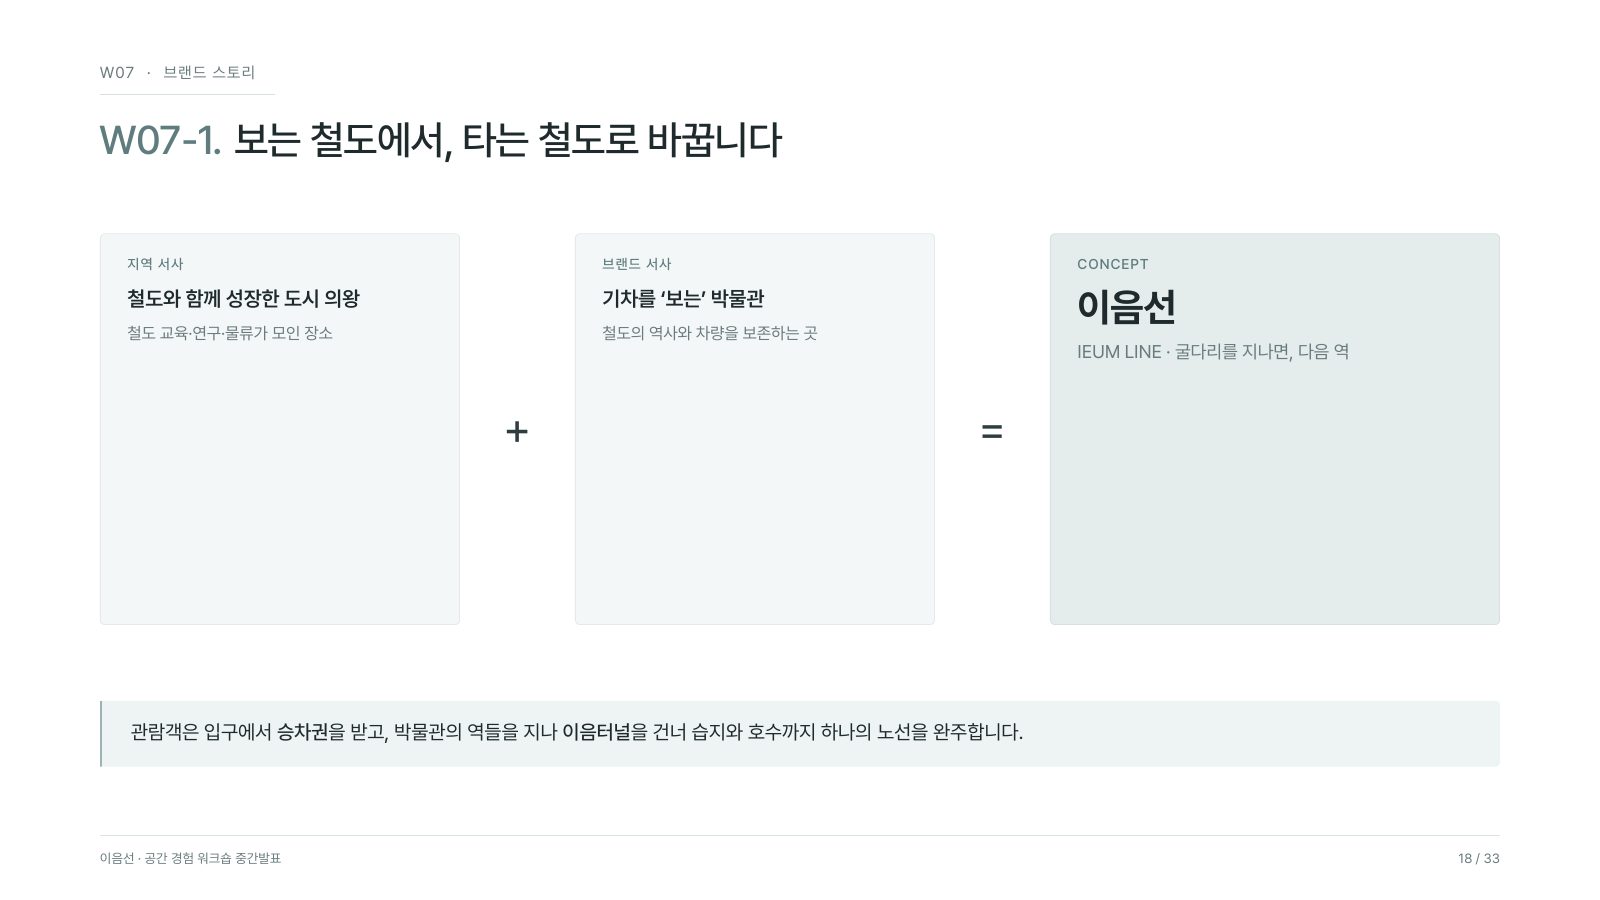 W07 · 브랜드 스토리
W07-1. 보는 철도에서, 타는 철도로 바꿉니다
지역 서사
철도와 함께 성장한 도시 의왕
철도 교육·연구·물류가 모인 장소
+
브랜드 서사
기차를 ‘보는’ 박물관
철도의 역사와 차량을 보존하는 곳
=
CONCEPT
이음선
IEUM LINE · 굴다리를 지나면, 다음 역
관람객은 입구에서 승차권을 받고, 박물관의 역들을 지나 이음터널을 건너 습지와 호수까지 하나의 노선을 완주합니다.
이음선 · 공간 경험 워크숍 중간발표
18 / 33